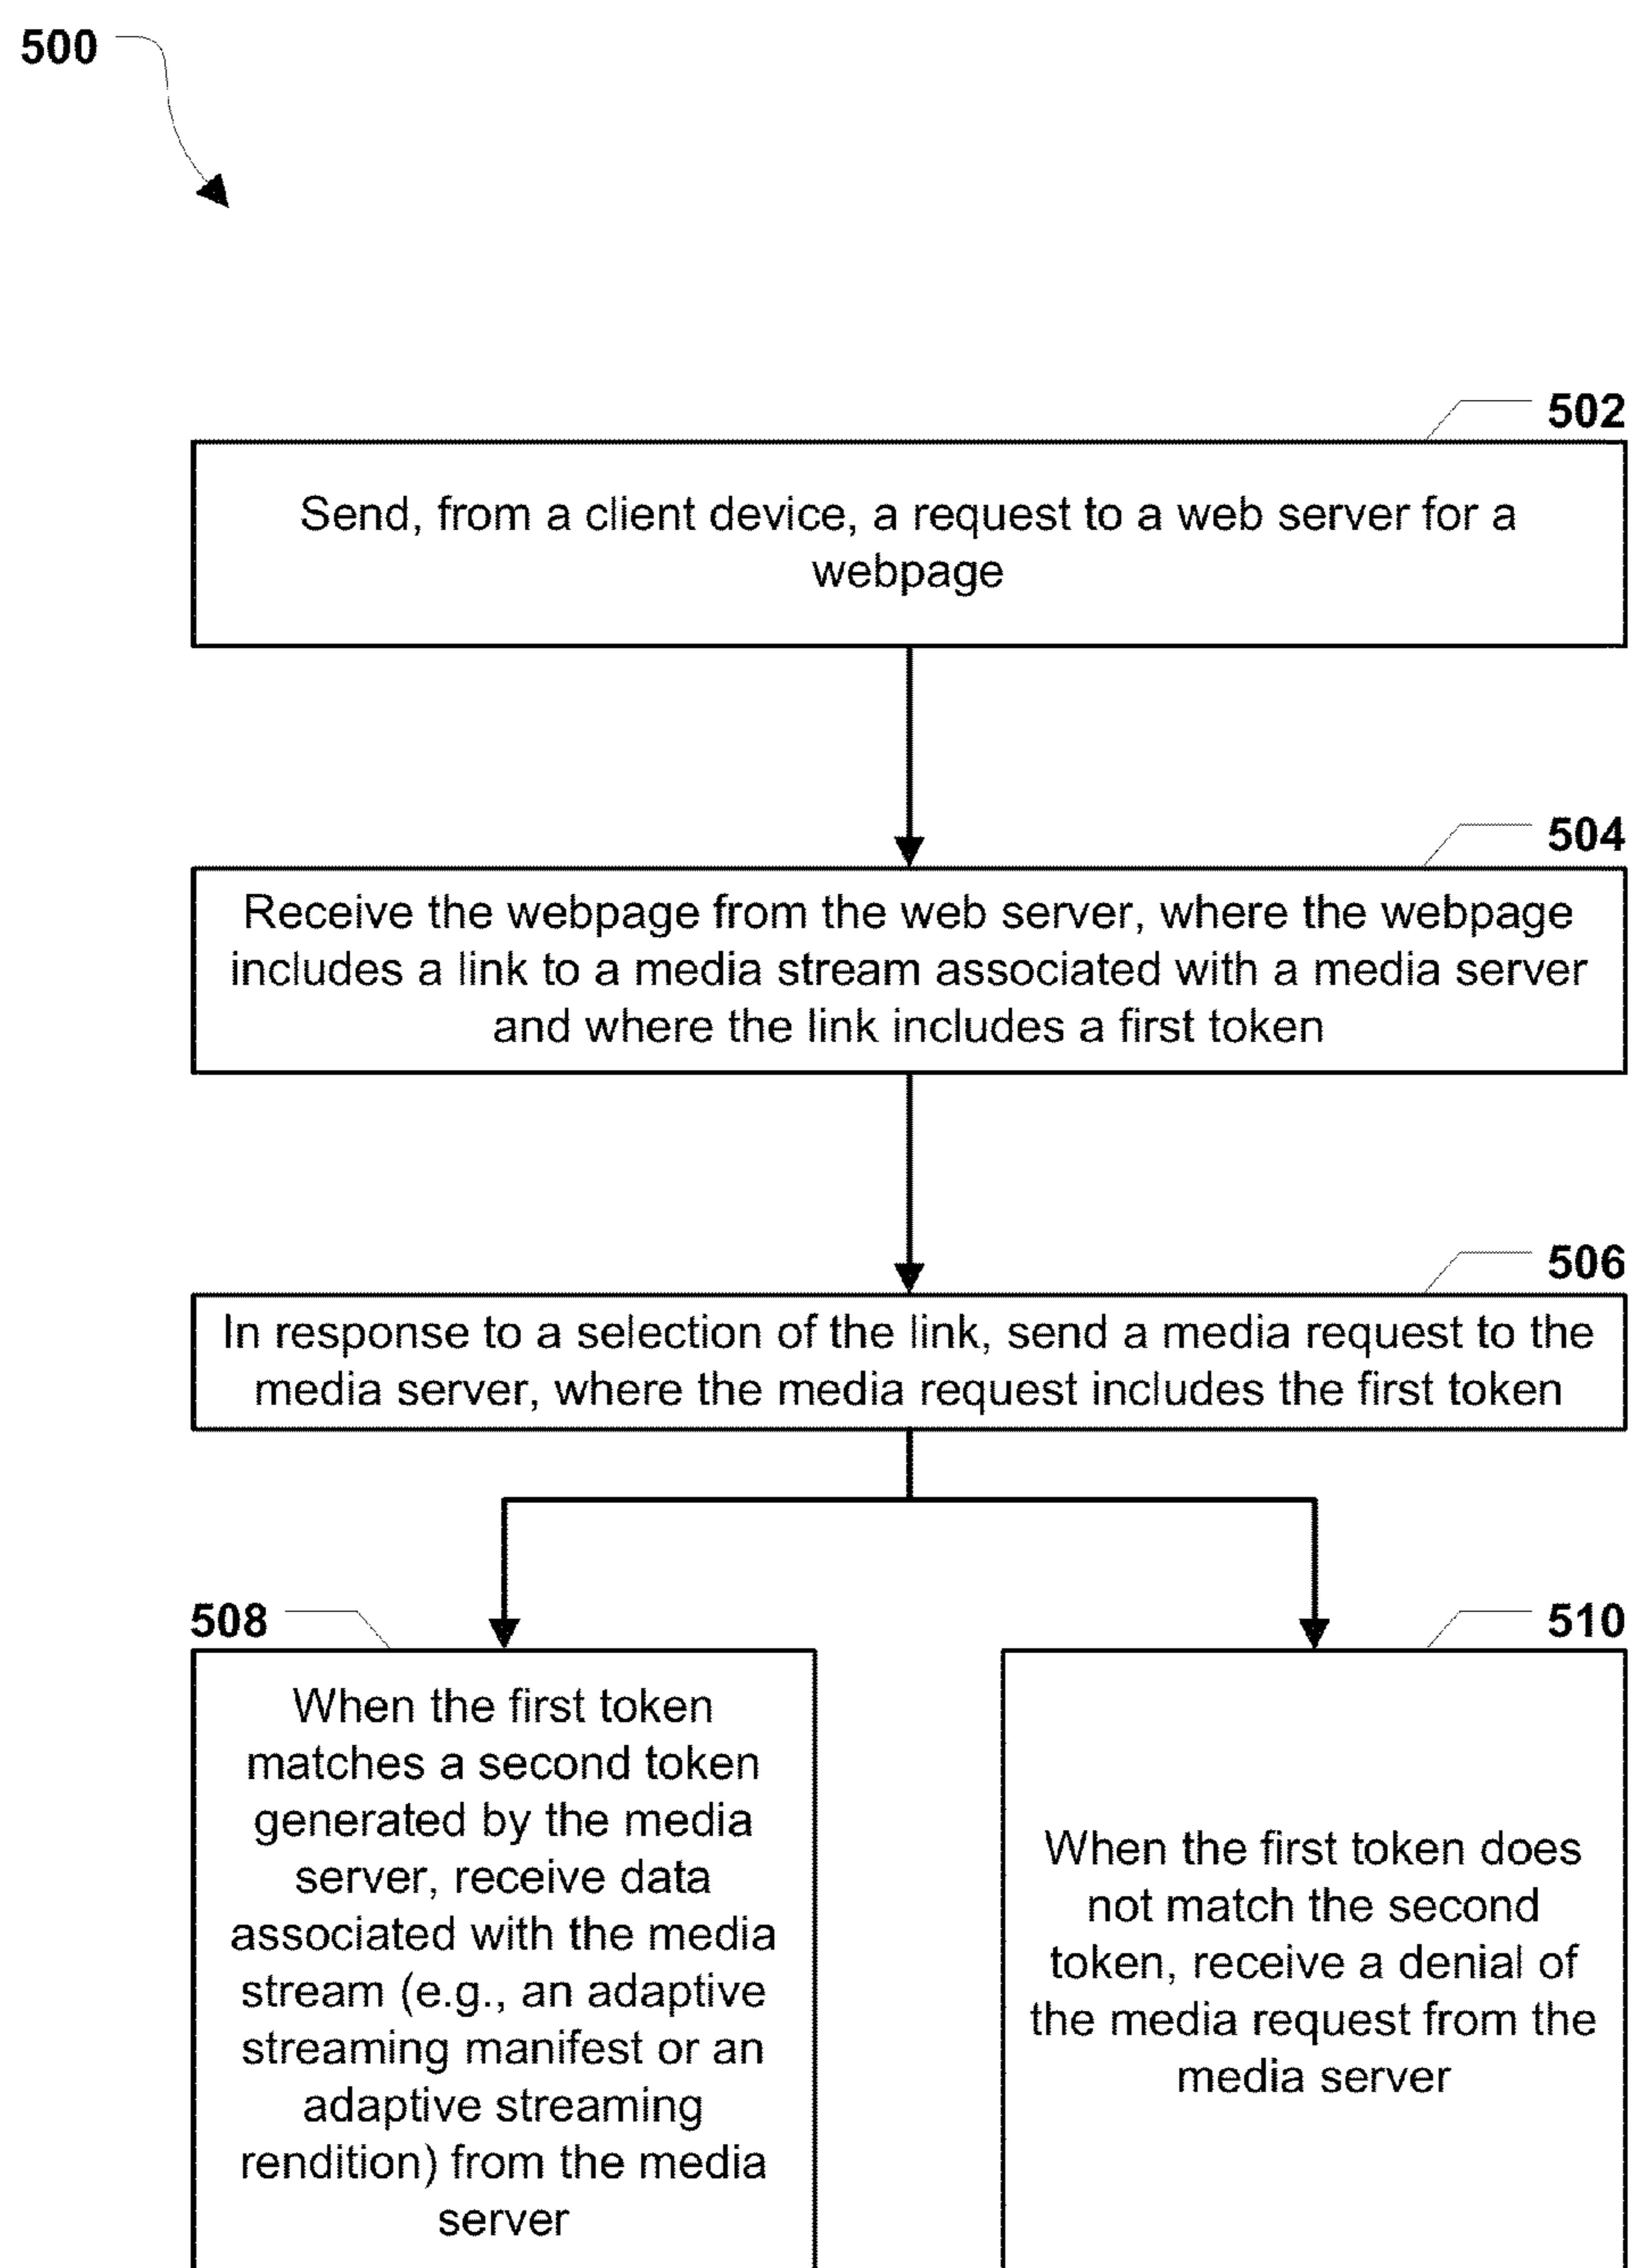 500
502
Send, from a client device, a request to a web server for a
webpage
504
Receive the webpage from the web server, where the webpage
includes a link to a media stream associated with a media server
and where the link includes a first token
506
In response to a selection of the link, send a media request to the
media server, where the media request includes the first token
508
When the first token
matches a second token
generated by the media
server, receive data
associated with the media
stream (e.g., an adaptive
streaming manifest or an
adaptive streaming
rendition) from the media
server
510
When the first token does
not match the second
token, receive a denial of
the media request from the
media server